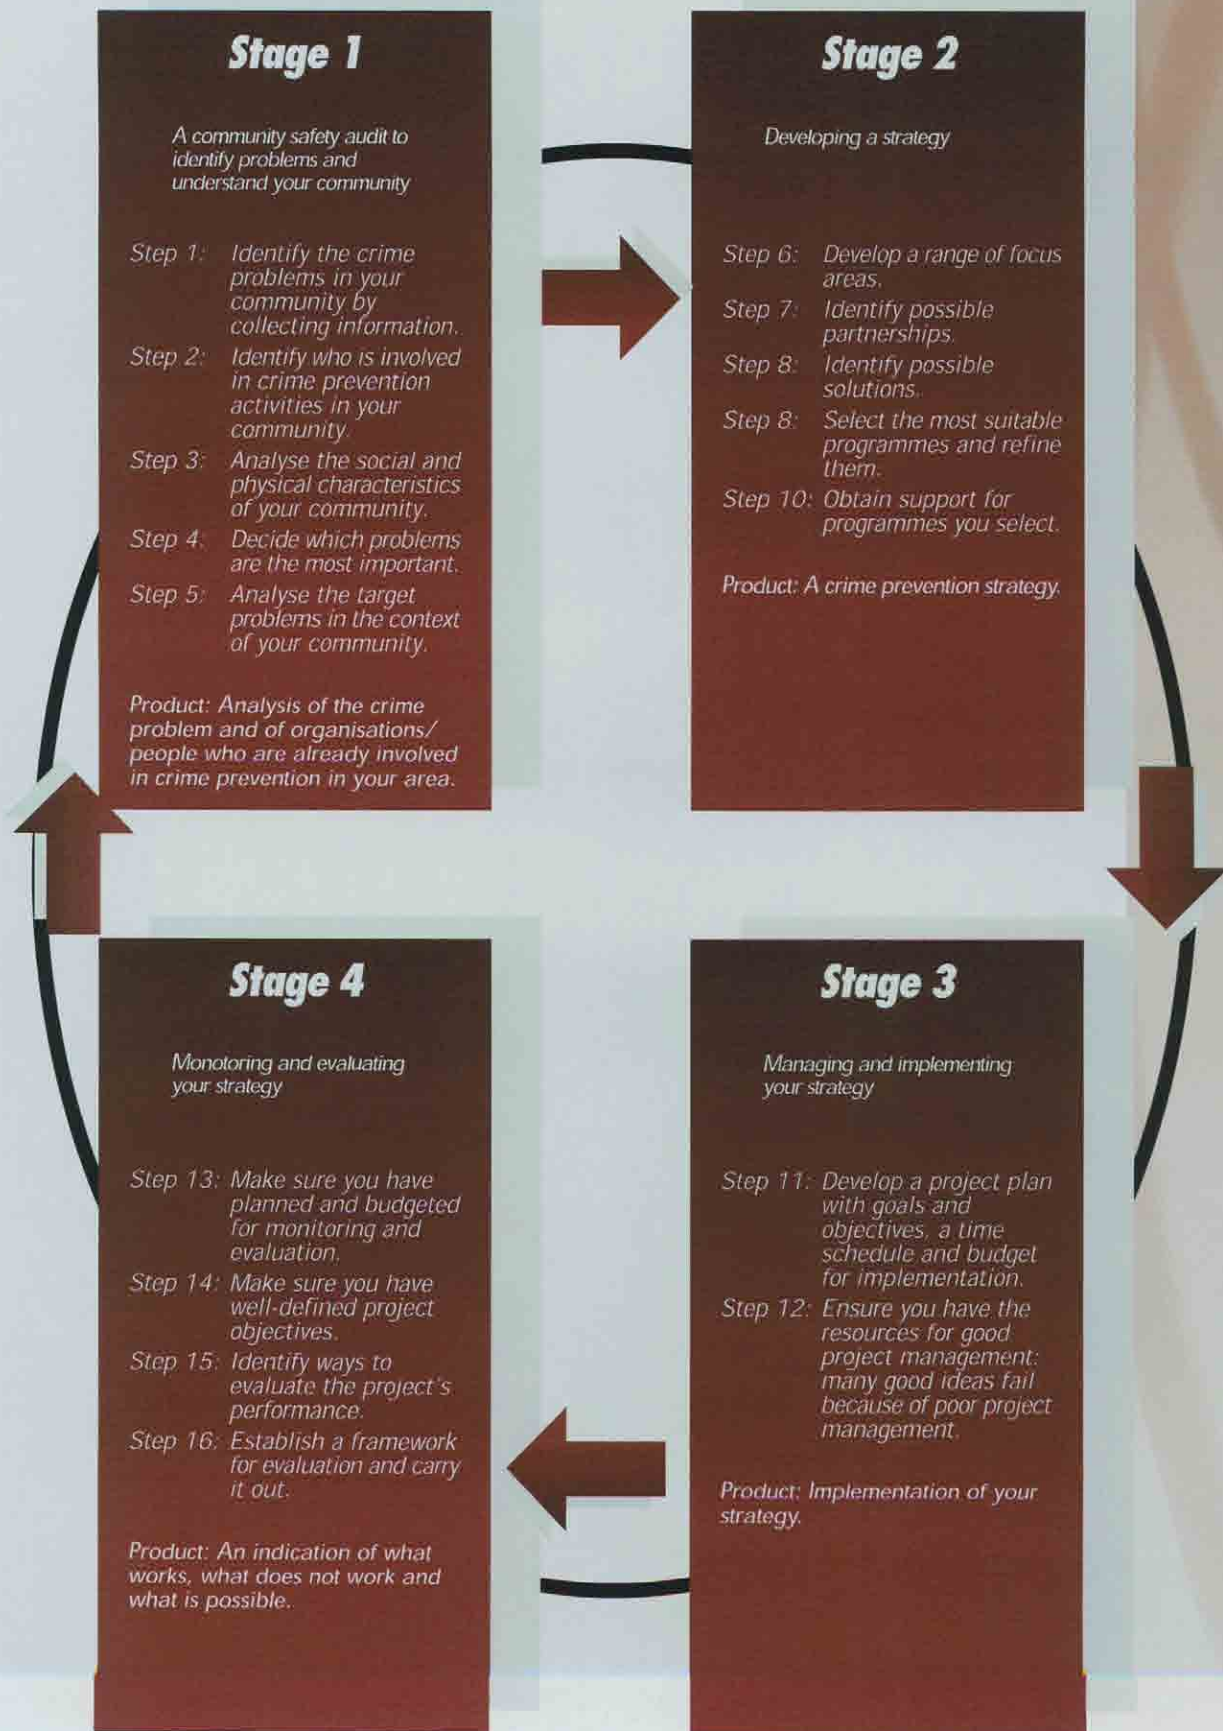 Stage 1
A community safety audit to
identify problems and
understand your community
Step 1: Identify the crime
problems in your
community by
collecting information.
Step 2: Identify who is involved
in crime prevention
activities in your
community.
Step 3: Analyse the social and
physical characteristics
of your community.
Step 4: Decide which problems
are the most important.
Step 5: Analyse the target
problems in the context
of your community.
Product: Analysis of the crime
problem and of organisations/
people who are already involved
in crime prevention in your area.
Stage 2
Developing a strategy
Step 6: Develop a range of focus
areas.
Step 7: Identify possible
partnerships.
Step 8: Identify possible
solutions.
Step 8: Select the most suitable
programmes and refine
them.
Step 10: Obtain support for
programmes you select.
Product: A crime prevention strategy.
Stage 3
Managing and implementing
your strategy
Step 11: Develop a project plan
with goals and
objectives, a time
schedule and budget
for implementation.
Step 12: Ensure you have the
resources for good
project management:
many good ideas fail
because of poor project
management.
Product: Implementation of your
strategy.
Stage 4
Monotoring and evaluating
your strategy
Step 13: Make sure you have
planned and budgeted
for monitoring and
evaluation.
Step 14: Make sure you have
well-defined project
objectives.
Step 15: Identify ways to
evaluate the project's
performance.
Step 16: Establish a framework
for evaluation and carry
it out.
Product: An indication of what
works, what does not work and
what is possible.